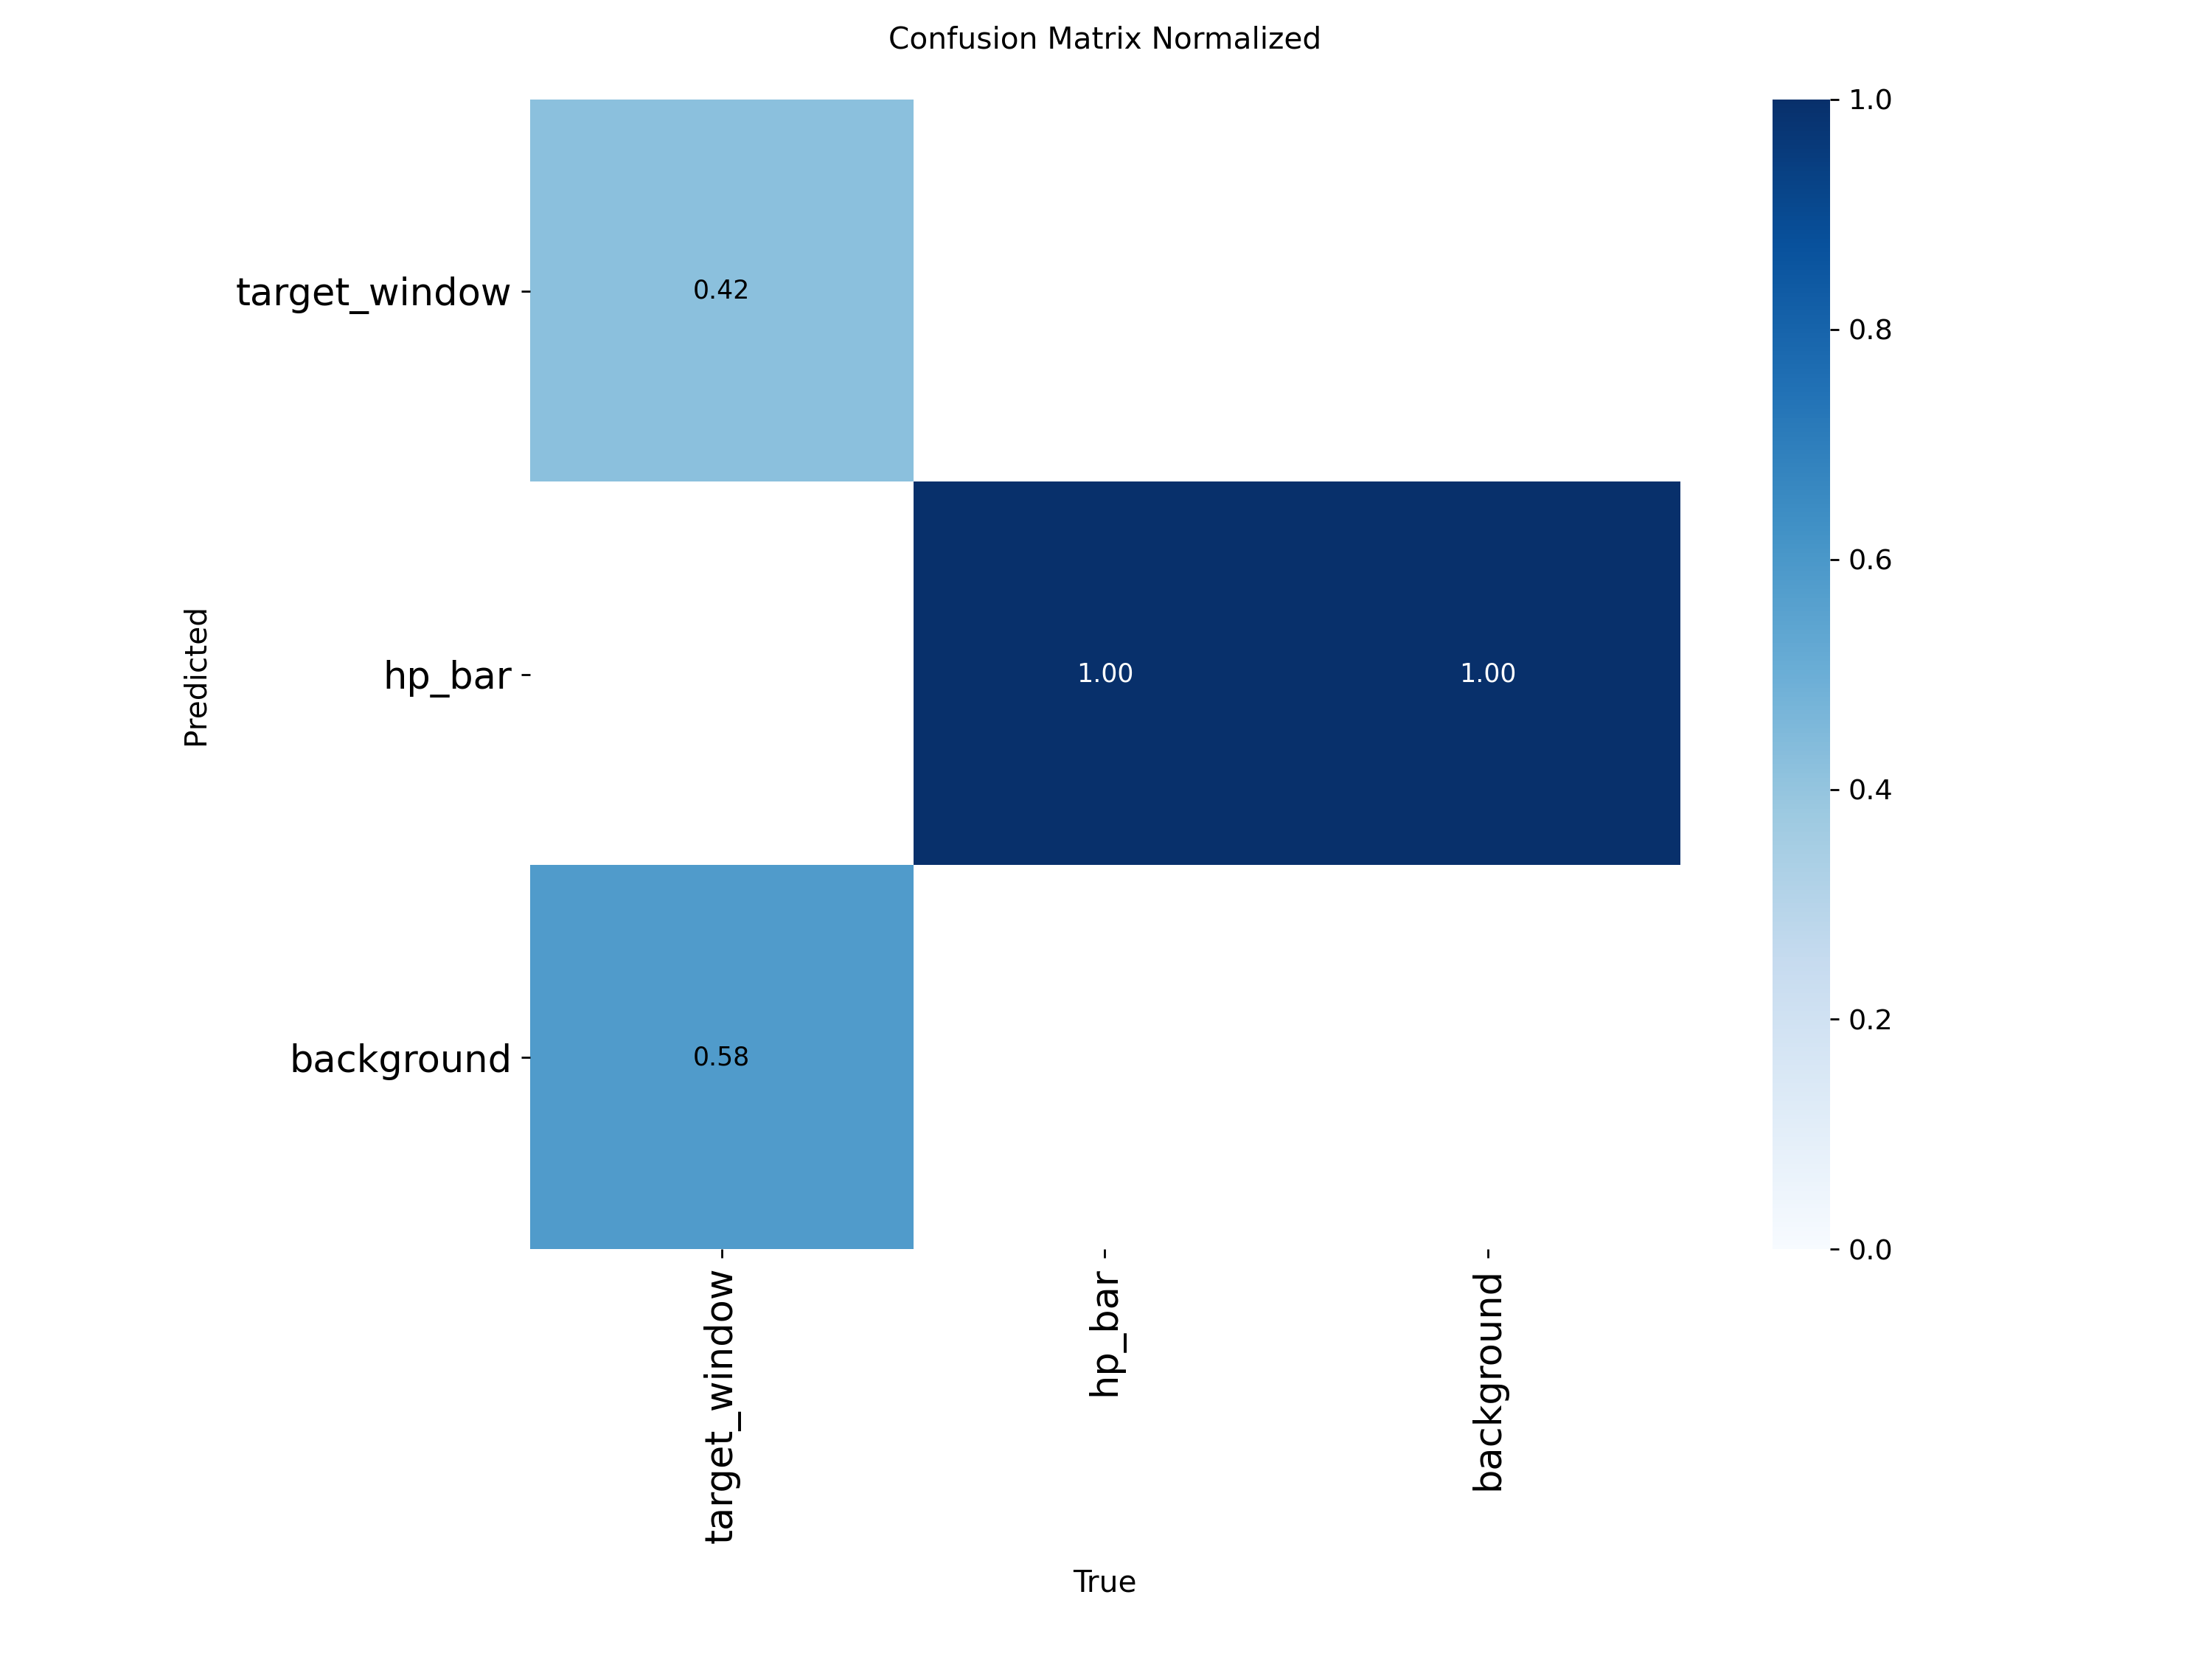 Confusion Matrix Normalized
target_window
hp_bar
background
Predicted
0.42
1.00
1.00
0.58
1.0
0.8
0.6
0.4
0.2
0.0
target_window
hp_bar
background
True